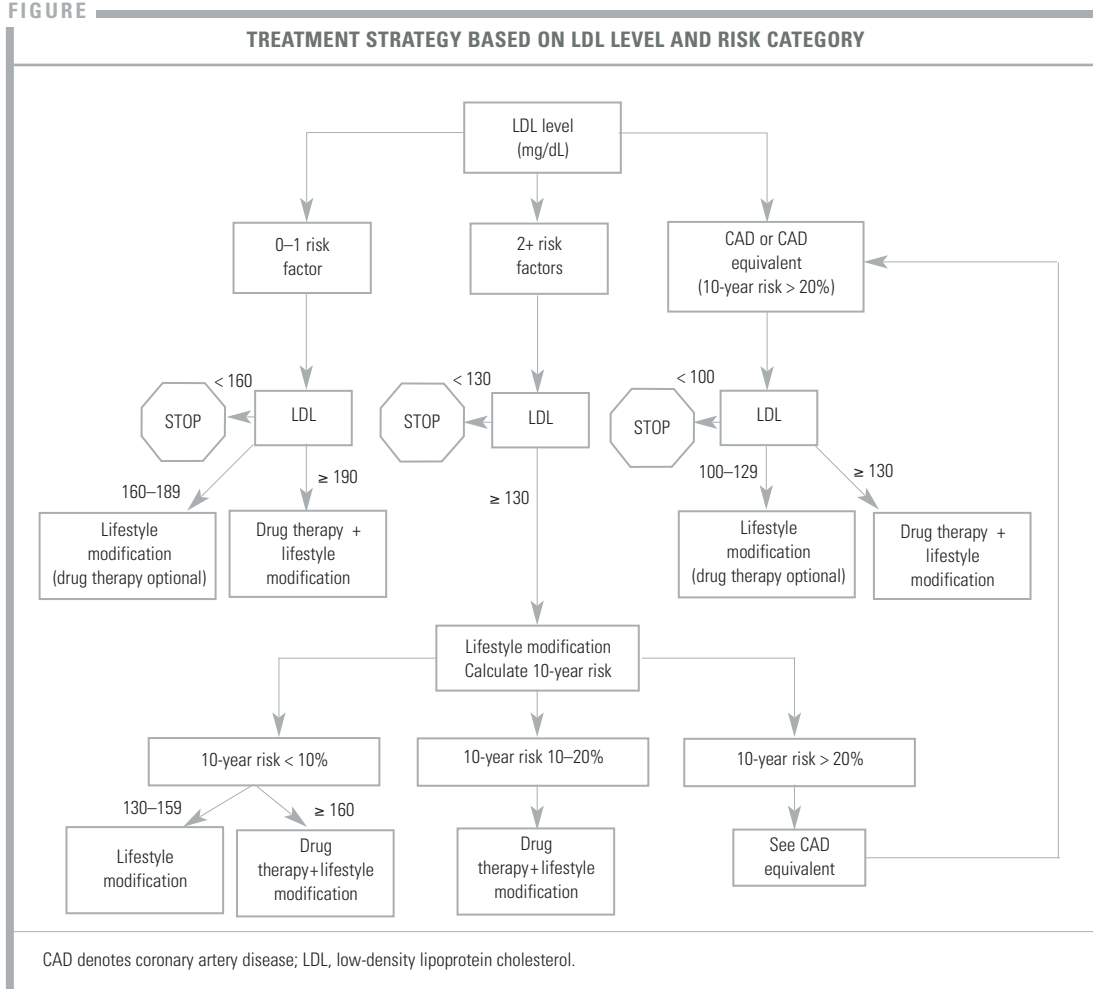 FIGURE
TREATMENT STRATEGY BASED ON LDL LEVEL AND RISK CATEGORY
LDL level
(mg/dL)
0–1 risk
factor
2+ risk
factors
CAD or CAD
equivalent
(10-year risk > 20%)
< 160
STOP
LDL
< 130
STOP
LDL
< 100
STOP
LDL
160–189
≥ 190
≥ 130
100–129
≥ 130
Lifestyle
modification
(drug therapy optional)
Drug therapy +
lifestyle
modification
Lifestyle
modification
(drug therapy optional)
Drug therapy +
lifestyle
modification
Lifestyle modification
Calculate 10-year risk
10-year risk < 10%
10-year risk 10–20%
10-year risk > 20%
130–159
≥ 160
Lifestyle
modification
Drug
therapy+lifestyle
modification
Drug
therapy+lifestyle
modification
See CAD
equivalent
CAD denotes coronary artery disease; LDL, low-density lipoprotein cholesterol.